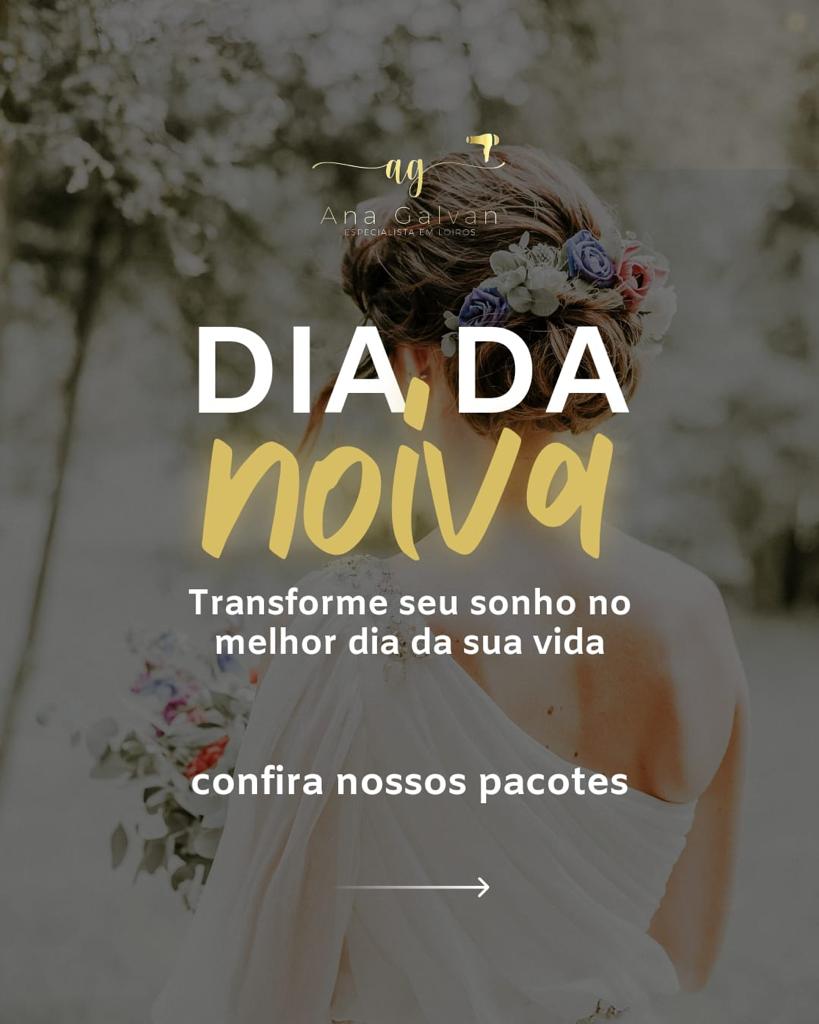 ag
Ana Galvan
ESPECIALISTA EM LOIROS
DIA DA
noiva
Transforme seu sonho no
melhor dia da sua vida
confira nossos pacotes